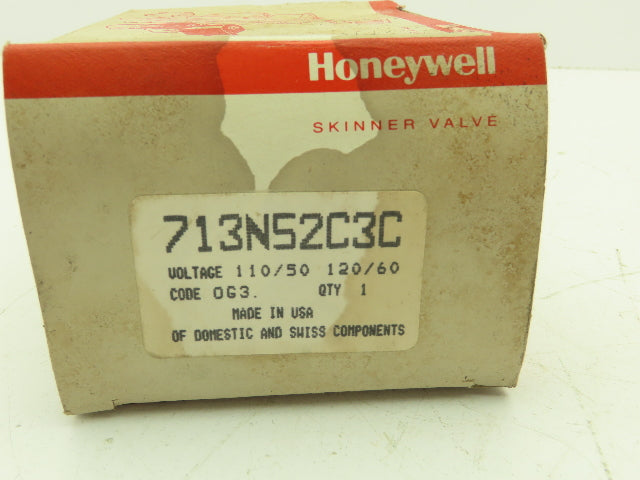 Honeywell
SKINNER VALVE
713N52C3C
VOLTAGE 110/50 120/60
CODE OG3. QTY 1
MADE IN USA
OF DOMESTIC AND SWISS COMPONENTS